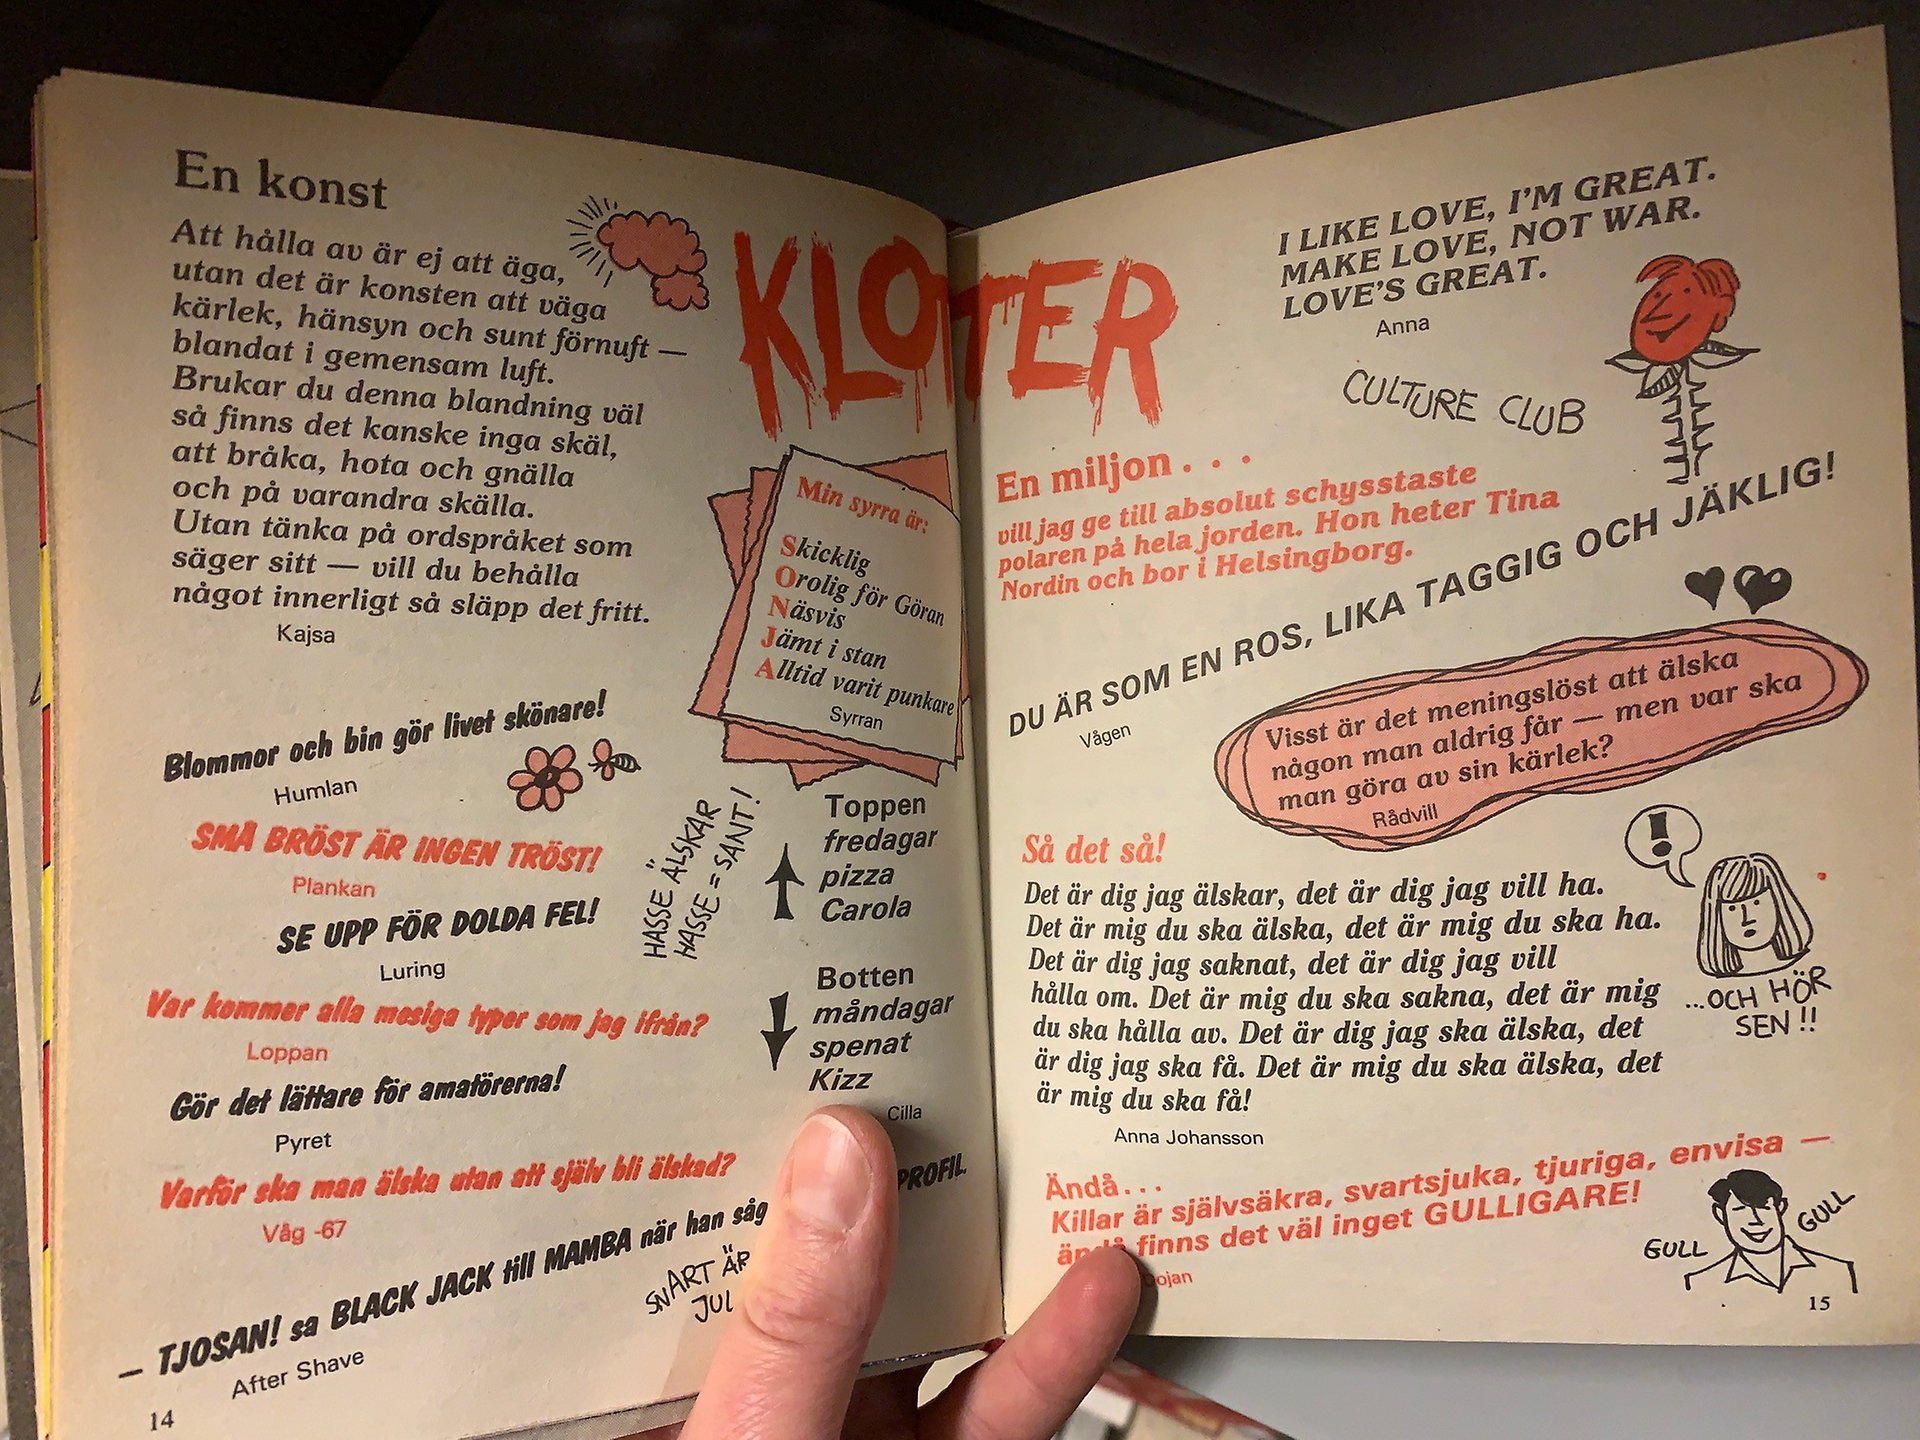 En konst
Att hålla av är ej att äga,
utan det är konsten att väga
kärlek, hänsyn och sunt förnuft —
blandat i gemensam luft.
Brukar du denna blandning väl
så finns det kanske inga skäl,
att bråka, hota och gnälla
och på varandra skälla.
Utan tänka på ordspråket som
säger sitt — vill du behålla
något innerligt så släpp det fritt.
Kajsa
Blommor och bin gör livet skönare!
Humlan
SMÅ BRÖST ÄR INGEN TRÖST!
Plankan
SE UPP FÖR DOLDA FEL!
Luring
Var kommer alla mesiga typer som jag ifrån?
Loppan
Gör det lättare för amatörerna!
Pyret
Varför ska man älska utan att själv bli älskad?
Våg -67
— TJOSAN! sa BLACK JACK till MAMBA när han såg PROFIL.
After Shave
SNART ÄR
JUL
14
KLOTTER
Min syrra är:
Skicklig
Orolig för Göran
Näsvis
Jämt i stan
Alltid varit punkare
Syrran
HASSE ÄLSKAR
HASSE = SANT!
Toppen
fredagar
pizza
Carola
Botten
måndagar
spenat
Kizz
Cilla
I LIKE LOVE, I'M GREAT.
MAKE LOVE, NOT WAR.
LOVE'S GREAT.
Anna
CULTURE CLUB
En miljon . . .
vill jag ge till absolut schysstaste
polaren på hela jorden. Hon heter Tina
Nordin och bor i Helsingborg.
DU ÄR SOM EN ROS, LIKA TAGGIG OCH JÄKLIG!
Vågen
Visst är det meningslöst att älska
någon man aldrig får — men var ska
man göra av sin kärlek?
Rådvill
Så det så!
Det är dig jag älskar, det är dig jag vill ha.
Det är mig du ska älska, det är mig du ska ha.
Det är dig jag saknat, det är dig jag vill
hålla om. Det är mig du ska sakna, det är mig
du ska hålla av. Det är dig jag ska älska, det
är dig jag ska få. Det är mig du ska älska, det
är mig du ska få!
Anna Johansson
!
...OCH HÖR
SEN!!
Ändå . . .
Killar är självsäkra, svartsjuka, tjuriga, envisa —
ändå finns det väl inget GULLIGARE!
GULL
GULL
15